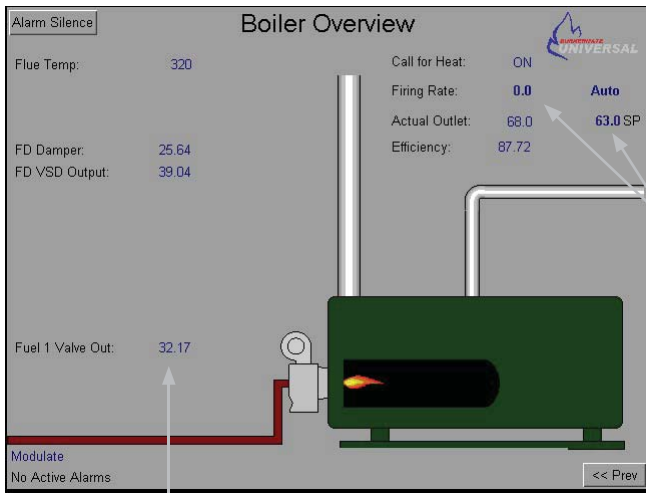 Alarm Silence
Boiler Overview
UNIVERSAL
Flue Temp: 320
Call for Heat: ON
Firing Rate: 0.0 Auto
Actual Outlet: 68.0 63.0 SP
Efficiency: 87.72
FD Damper: 25.64
FD VSD Output: 39.04
Fuel 1 Valve Out: 32.17
Modulate
No Active Alarms
<< Prev